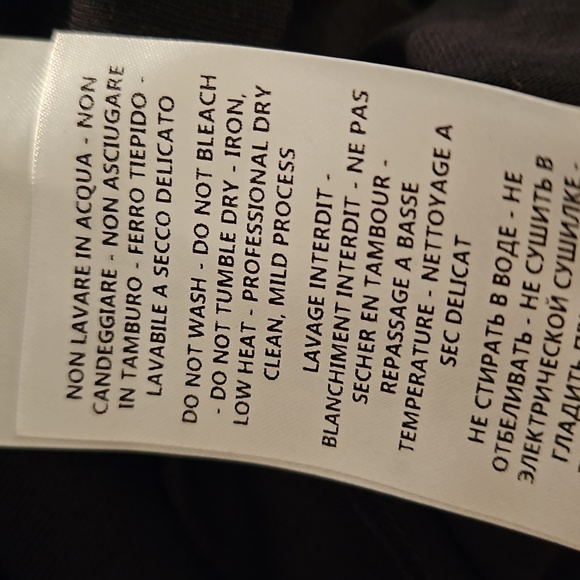 NON LAVARE IN ACQUA - NON
CANDEGGIARE - NON ASCIUGARE
IN TAMBURO - FERRO TIEPIDO -
LAVABILE A SECCO DELICATO
DO NOT WASH - DO NOT BLEACH
- DO NOT TUMBLE DRY - IRON,
LOW HEAT - PROFESSIONAL DRY
CLEAN, MILD PROCESS
LAVAGE INTERDIT -
BLANCHIMENT INTERDIT - NE PAS
SECHER EN TAMBOUR -
REPASSAGE A BASSE
TEMPERATURE - NETTOYAGE A
SEC DELICAT
НЕ СТИРАТЬ В ВОДЕ - НЕ
ОТБЕЛИВАТЬ - НЕ СУШИТЬ В
ЭЛЕКТРИЧЕСКОЙ СУШИЛКЕ -
ГЛАДИТЬ